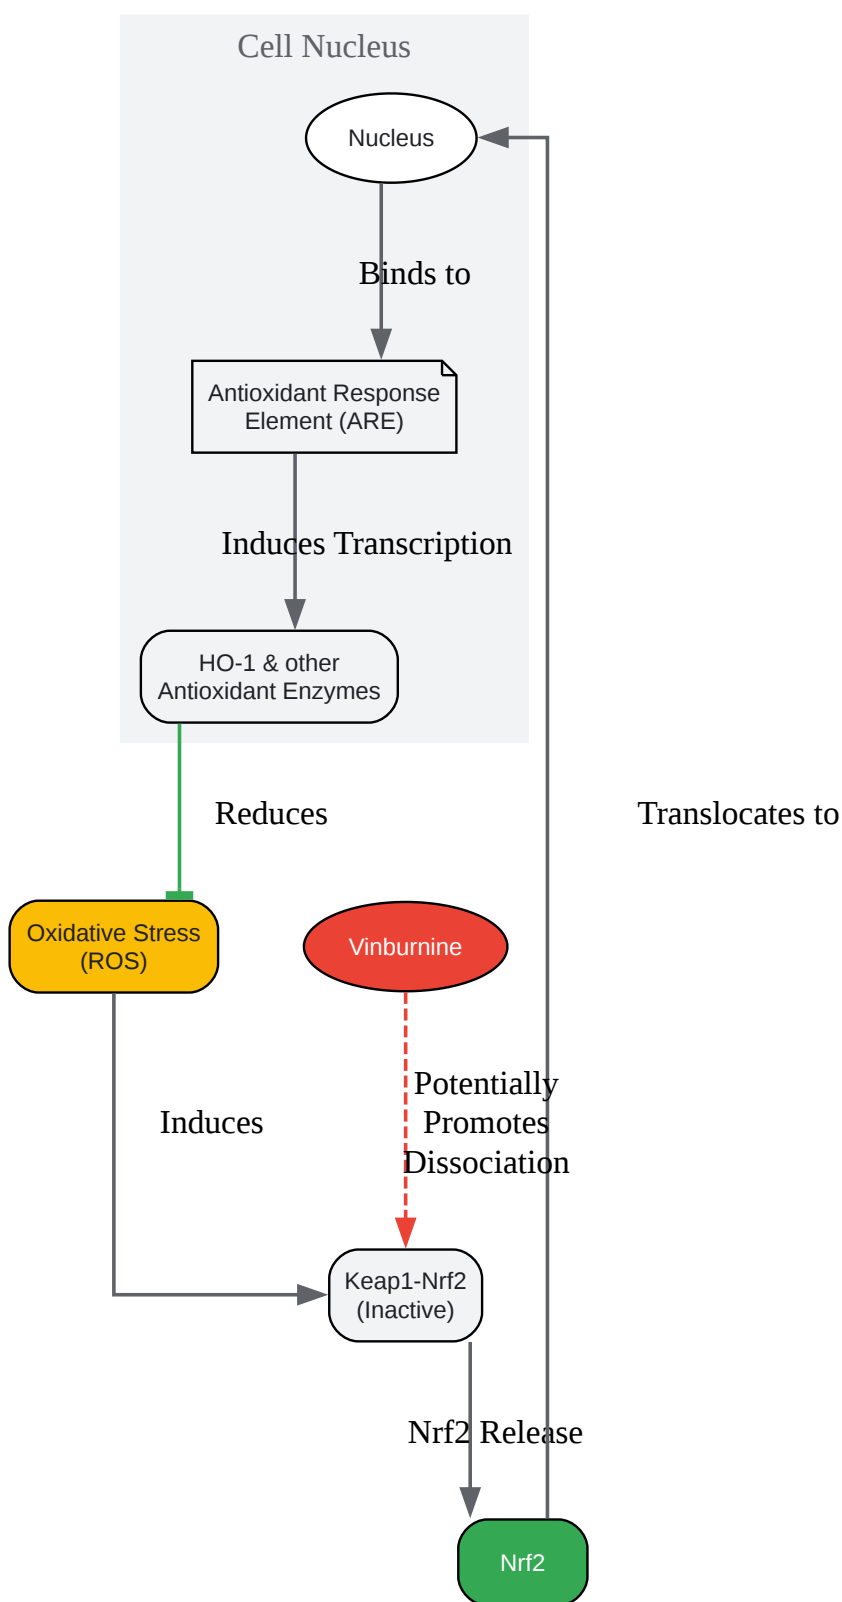 Cell Nucleus
Nucleus
Binds to
Antioxidant Response
Element (ARE)
Induces Transcription
HO-1 & other
Antioxidant Enzymes
Reduces
Translocates to
Oxidative Stress
(ROS)
Vinburnine
Induces
Potentially
Promotes
Dissociation
Keap1-Nrf2
(Inactive)
Nrf2 Release
Nrf2